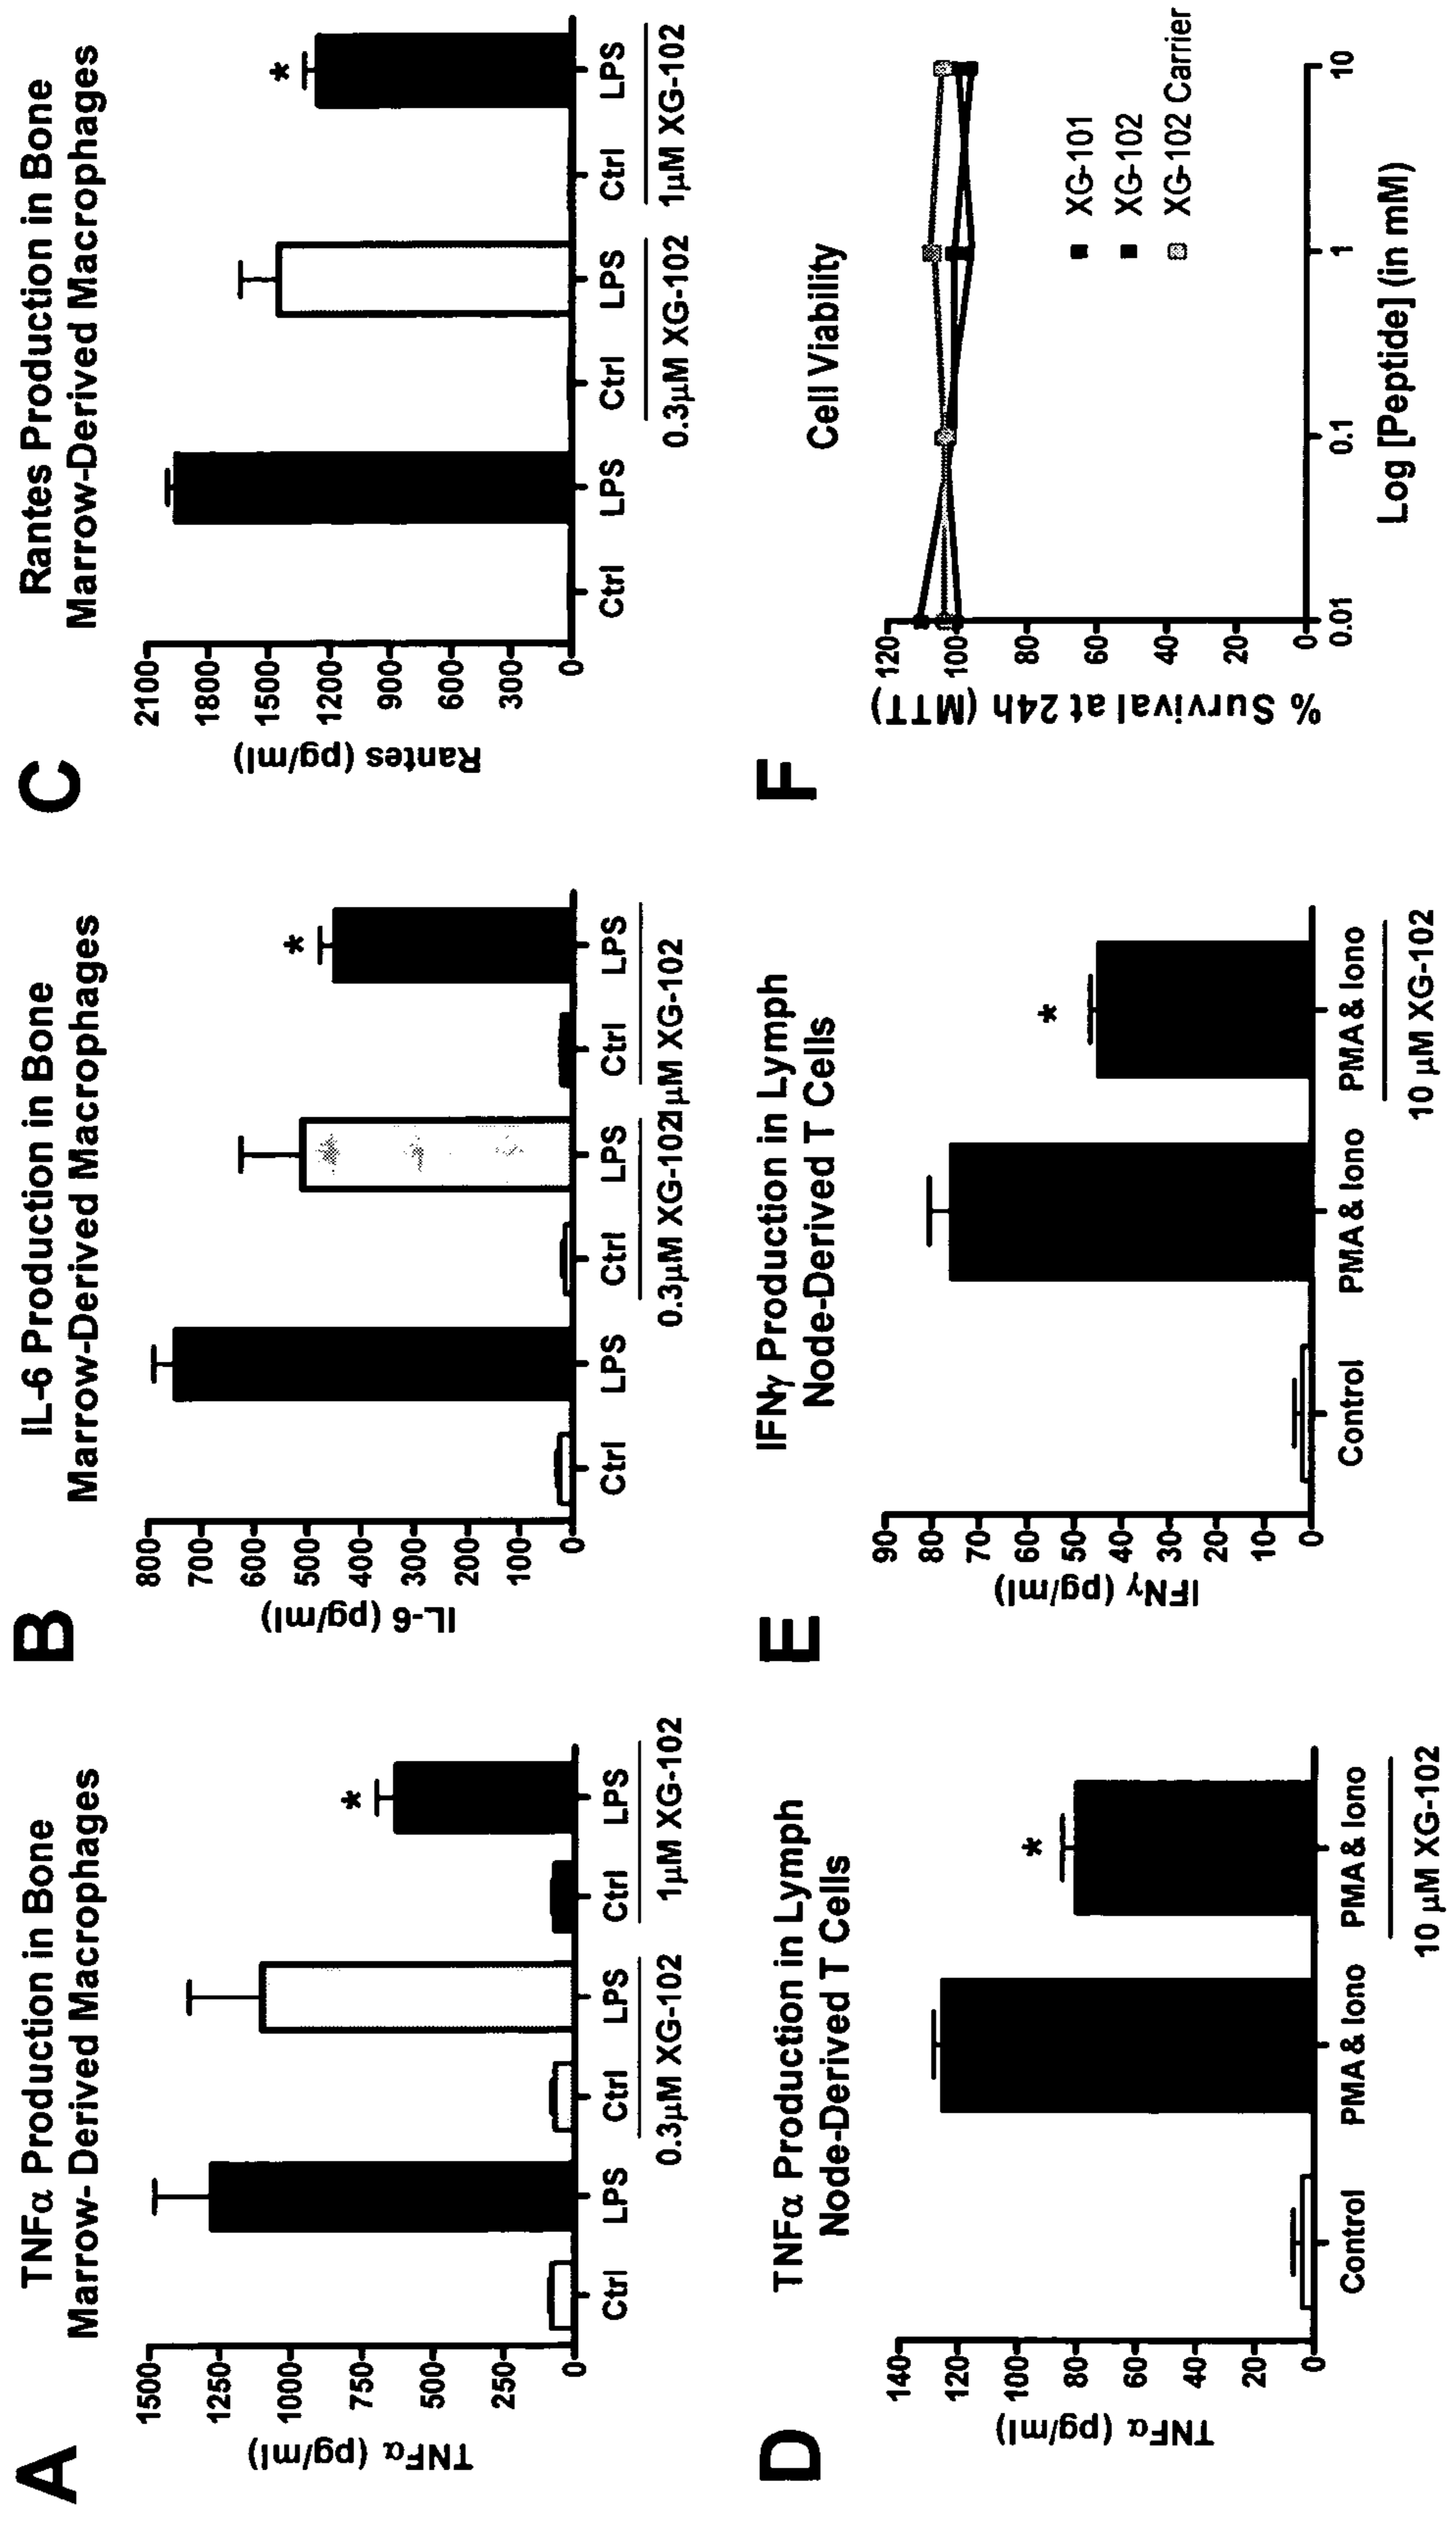 A
TNFα Production in Bone
Marrow- Derived Macrophages
TNFα (pg/ml)
1500
1250
1000
750
500
250
0
Ctrl LPS Ctrl LPS Ctrl LPS
0.3μM XG-102 1μM XG-102
B
IL-6 Production in Bone
Marrow-Derived Macrophages
IL-6 (pg/ml)
800
700
600
500
400
300
200
100
0
*
Ctrl LPS Ctrl LPS Ctrl LPS
0.3μM XG-102 1μM XG-102
C
Rantes Production in Bone
Marrow-Derived Macrophages
Rantes (pg/ml)
2100
1800
1500
1200
900
600
300
0
*
Ctrl LPS Ctrl LPS Ctrl LPS
0.3μM XG-102 1μM XG-102
D
TNFα Production in Lymph
Node-Derived T Cells
TNFα (pg/ml)
140
120
100
80
60
40
20
0
*
Control PMA & Iono PMA & Iono
10 μM XG-102
E
IFNγ Production in Lymph
Node-Derived T Cells
IFNγ (pg/ml)
90
80
70
60
50
40
30
20
10
0
*
Control PMA & Iono PMA & Iono
10 μM XG-102
F
Cell Viability
% Survival at 24h (MTT)
120
100
80
60
40
20
0
XG-101
XG-102
XG-102 Carrier
0.01 0.1 1 10
Log [Peptide] (in mM)